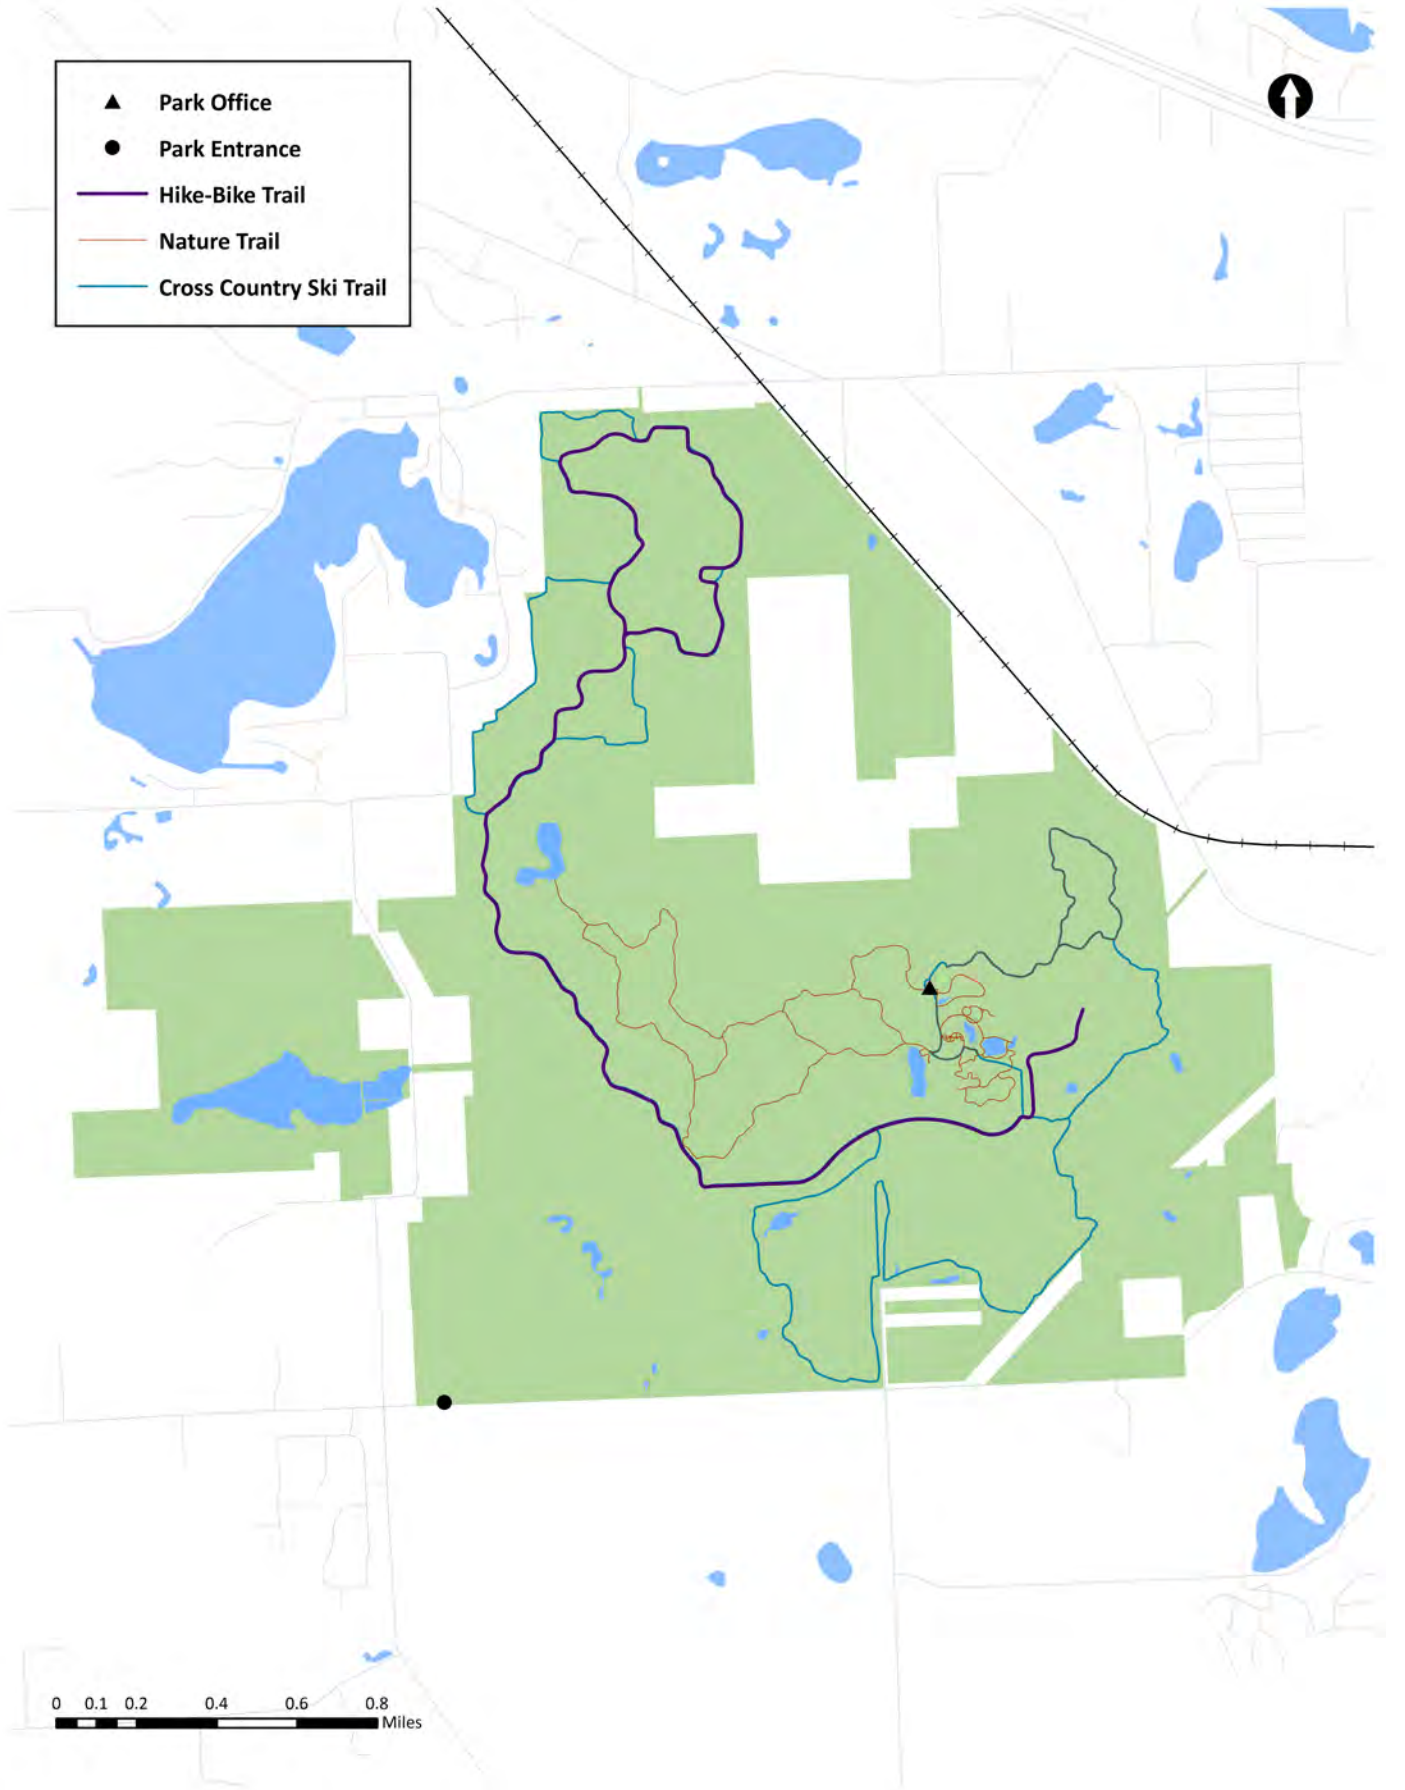 Park Office
Park Entrance
Hike-Bike Trail
Nature Trail
Cross Country Ski Trail
0 0.1 0.2 0.4 0.6 0.8
Miles